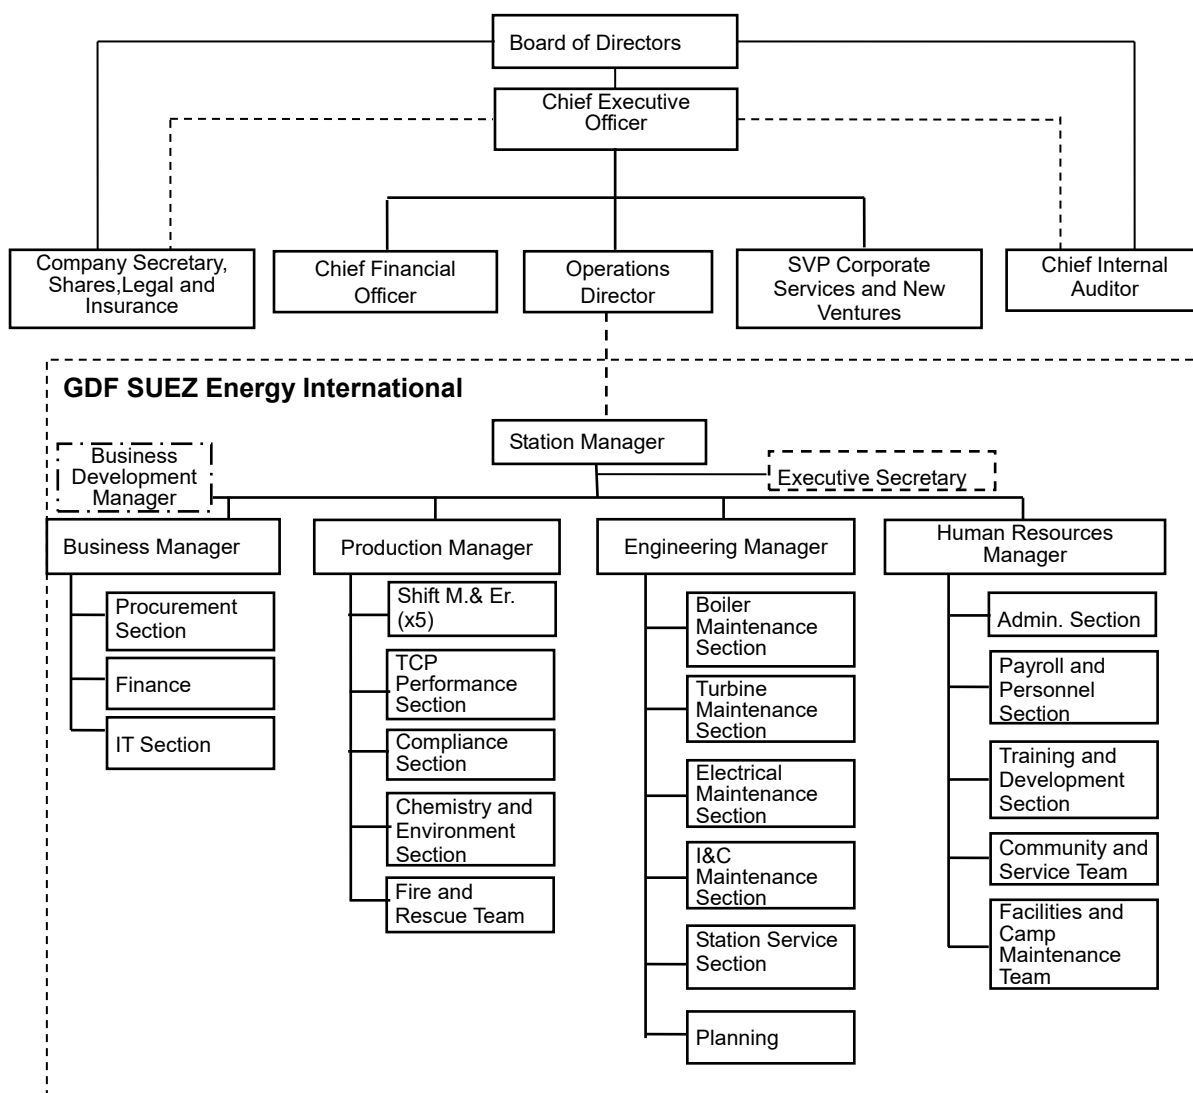 Board of Directors
Chief Executive
Officer
Company Secretary,
Shares,Legal and
Insurance
Chief Financial
Officer
Operations
Director
SVP Corporate
Services and New
Ventures
Chief Internal
Auditor
GDF SUEZ Energy International
Station Manager
Business
Development
Manager
Executive Secretary
Business Manager
Procurement
Section
Finance
IT Section
Production Manager
Shift M.& Er.
(x5)
TCP
Performance
Section
Compliance
Section
Chemistry and
Environment
Section
Fire and
Rescue Team
Engineering Manager
Boiler
Maintenance
Section
Turbine
Maintenance
Section
Electrical
Maintenance
Section
I&C
Maintenance
Section
Station Service
Section
Planning
Human Resources
Manager
Admin. Section
Payroll and
Personnel
Section
Training and
Development
Section
Community and
Service Team
Facilities and
Camp
Maintenance
Team